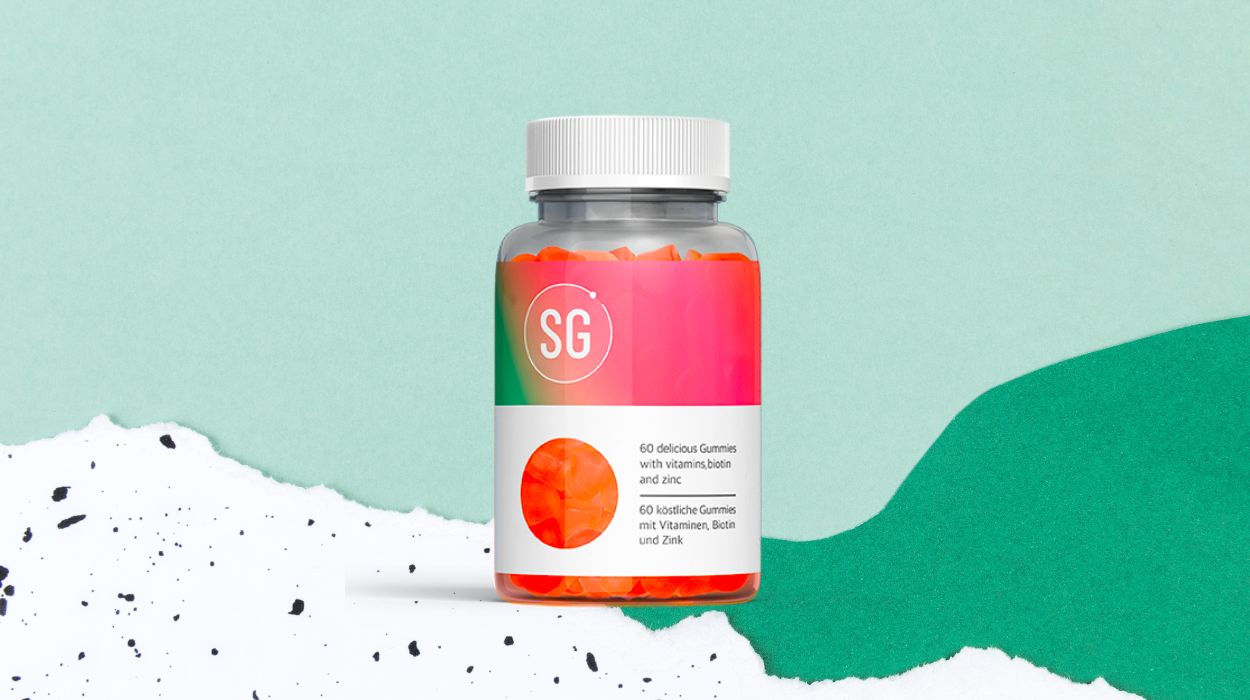 SG
60 delicious Gummies
with vitamins,biotin
and zinc
60 köstliche Gummies
mit Vitaminen, Biotin
und Zink